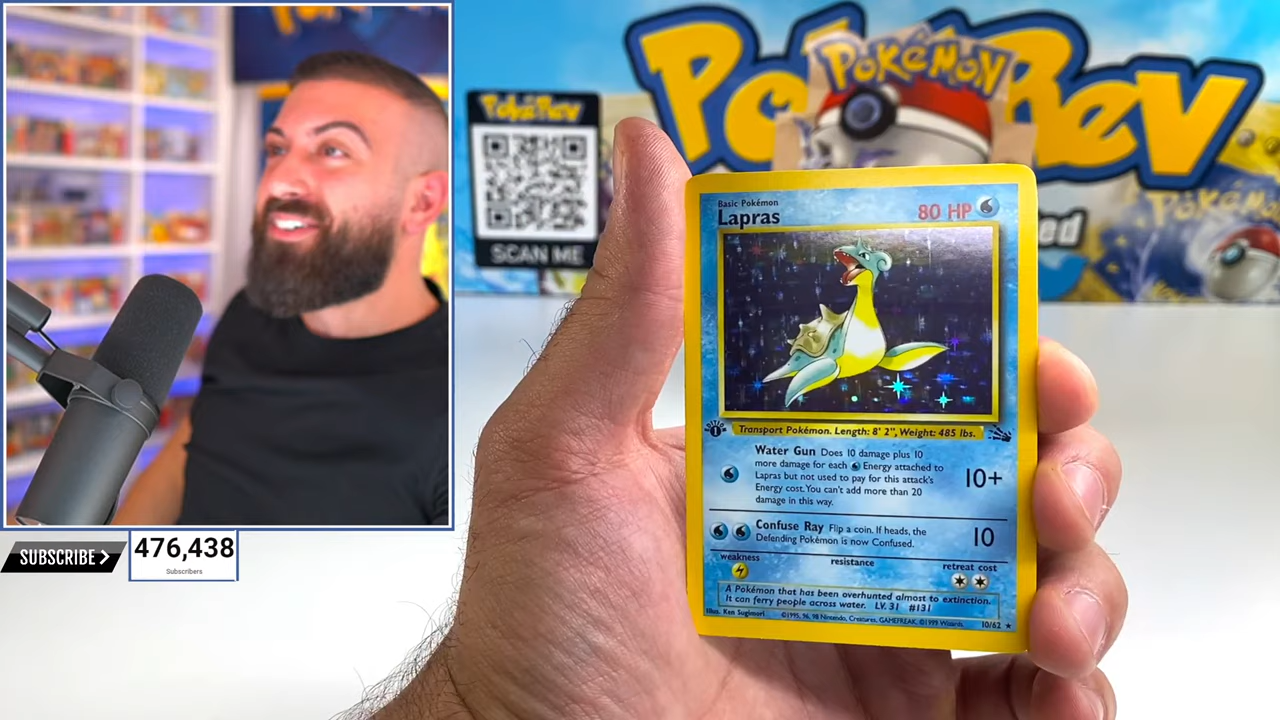 PokéRev
SCAN ME
POKÉMON
PokéRev
POKÉMON
Basic Pokémon
Lapras
80 HP
EDITION
1
Transport Pokémon. Length: 8' 2", Weight: 485 lbs.
Water Gun Does 10 damage plus 10
more damage for each Energy attached to
Lapras but not used to pay for this attack's
Energy cost. You can't add more than 20
damage in this way.
10+
Confuse Ray Flip a coin. If heads, the
Defending Pokémon is now Confused.
10
weakness
resistance
retreat cost
A Pokémon that has been overhunted almost to extinction.
It can ferry people across water. LV. 31 #131
Illus. Ken Sugimori
©1995, 96, 98 Nintendo, Creatures, GAMEFREAK. ©1999 Wizards.
10/62 ★
SUBSCRIBE >
476,438
Subscribers